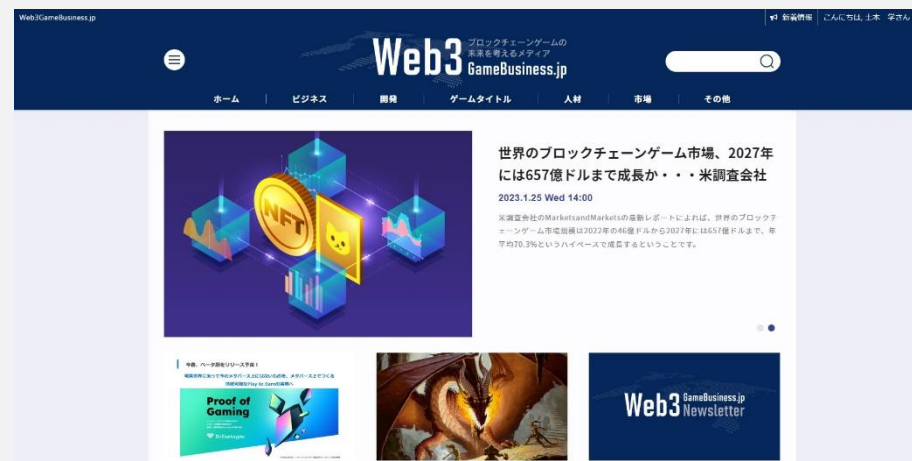 Web3GameBusiness.jp
新着情報
こんにちは, 土本 学さん
Web3
ブロックチェーンゲームの
未来を考えるメディア
GameBusiness.jp
ホーム
ビジネス
開発
ゲームタイトル
人材
市場
その他
NFT
世界のブロックチェーンゲーム市場、2027年
には657億ドルまで成長か・・・米調査会社
2023.1.25 Wed 14:00
米調査会社のMarketsandMarketsの最新レポートによれば、世界のブロックチ
ェーンゲーム市場規模は2022年の46億ドルから2027年には657億ドルまで、年
平均70.3%というハイペースで成長するということです。
今春、ベータ版をリリース予定！
Proof of
Gaming
Brilliantcrypto
Web3
GameBusiness.jp
Newsletter